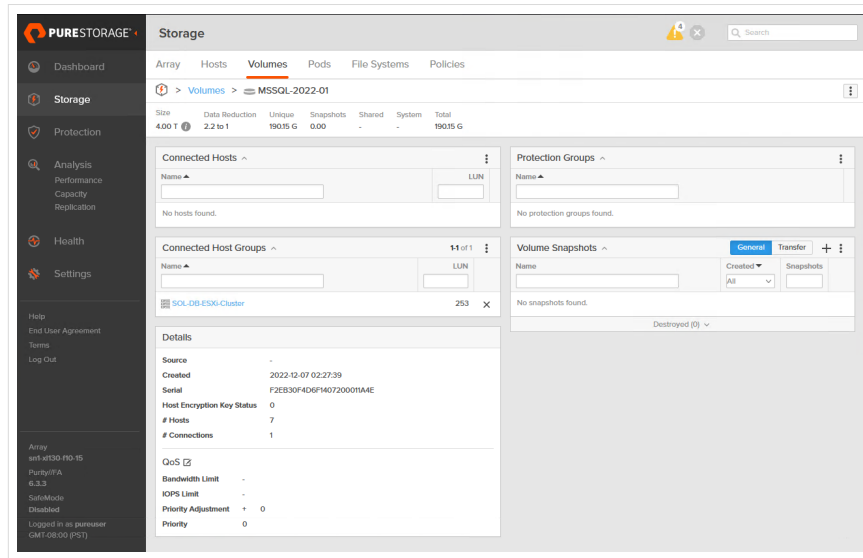 PURESTORAGE®
Storage
4
Search
Dashboard
Storage
Protection
Analysis
Performance
Capacity
Replication
Health
Settings
Help
End User Agreement
Terms
Log Out
Array
sn1-xl130-f10-15
Purity//FA
6.3.3
SafeMode
Disabled
Logged in as pureuser
GMT-08:00 (PST)
Array Hosts Volumes Pods File Systems Policies
> Volumes > MSSQL-2022-01
Size Data Reduction Unique Snapshots Shared System Total
4.00 T i 2.2 to 1 190.15 G 0.00 - - 190.15 G
Connected Hosts
Name LUN
No hosts found.
Connected Host Groups 1-1 of 1
Name LUN
SOL-DB-ESXi-Cluster 253
Details
Source -
Created 2022-12-07 02:27:39
Serial F2EB30F4D6F1407200011A4E
Host Encryption Key Status 0
# Hosts 7
# Connections 1
QoS
Bandwidth Limit -
IOPS Limit -
Priority Adjustment + 0
Priority 0
Protection Groups
Name
No protection groups found.
Volume Snapshots General Transfer +
Name Created Snapshots
All
No snapshots found.
Destroyed (0)